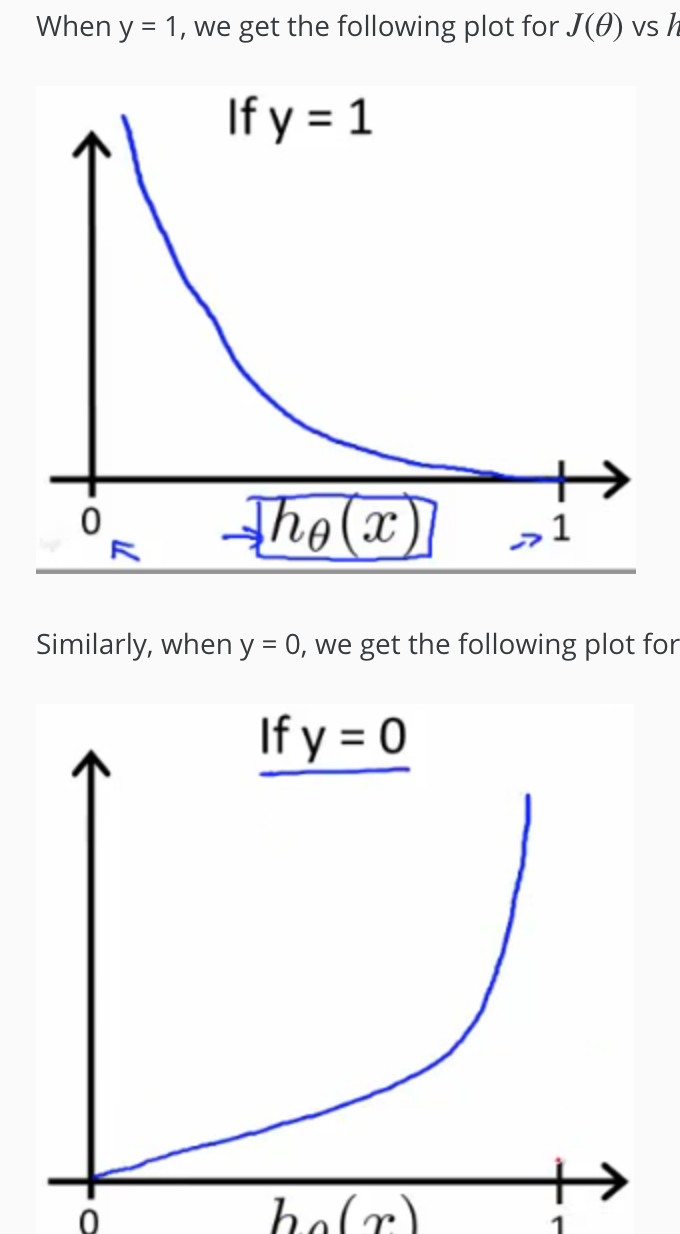 When y = 1, we get the following plot for J(θ) vs h
If y = 1
0
hθ(x)
1
Similarly, when y = 0, we get the following plot for
If y = 0
0
hθ(x)
1